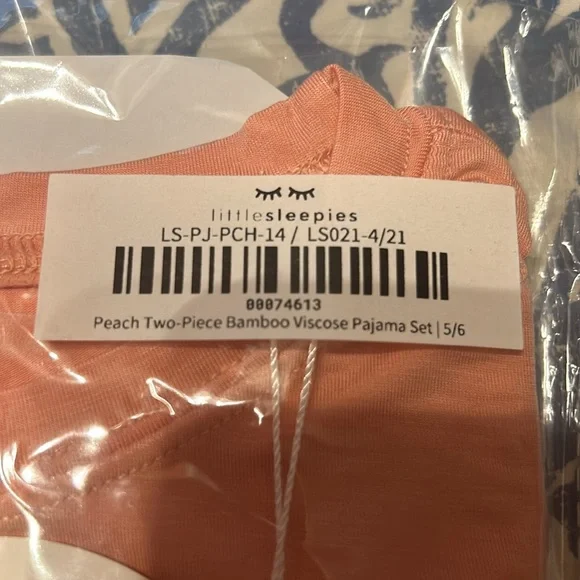 littlesleepies
LS-PJ-PCH-14 / LS021-4/21
00074613
Peach Two-Piece Bamboo Viscose Pajama Set | 5/6